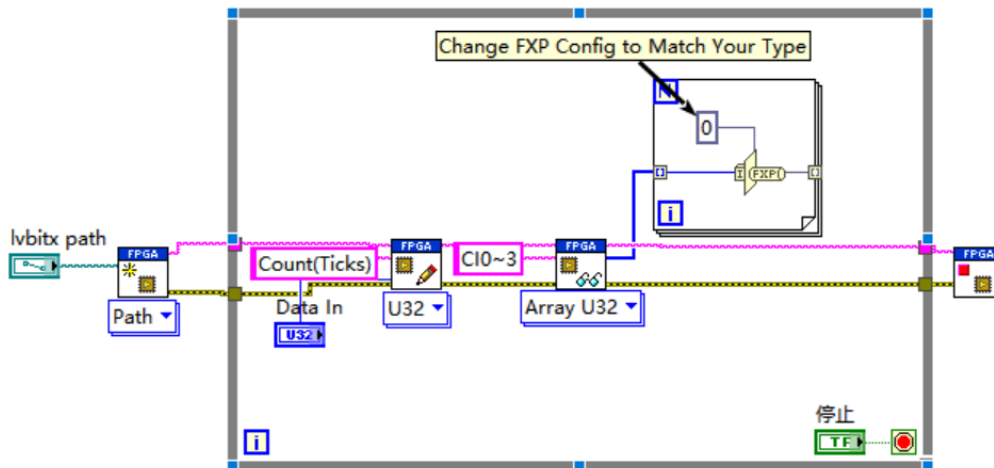 Change FXP Config to Match Your Type
N
0
I
(FXP(
i
lvbitx path
FPGA
FPGA
FPGA
FPGA
Count(Ticks)
CI0~3
Path
Data In
U32
U32
Array U32
停止
i
TF